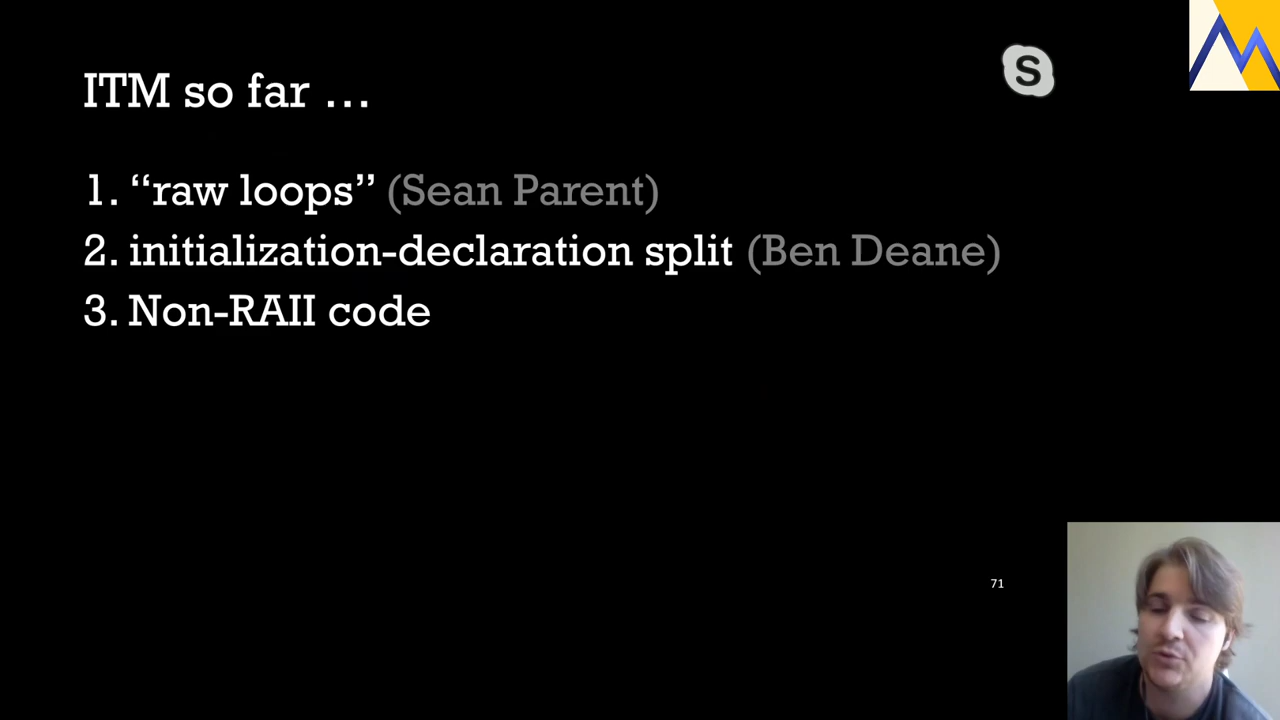 ITM so far …
S
1. “raw loops” (Sean Parent)
2. initialization-declaration split (Ben Deane)
3. Non-RAII code
71